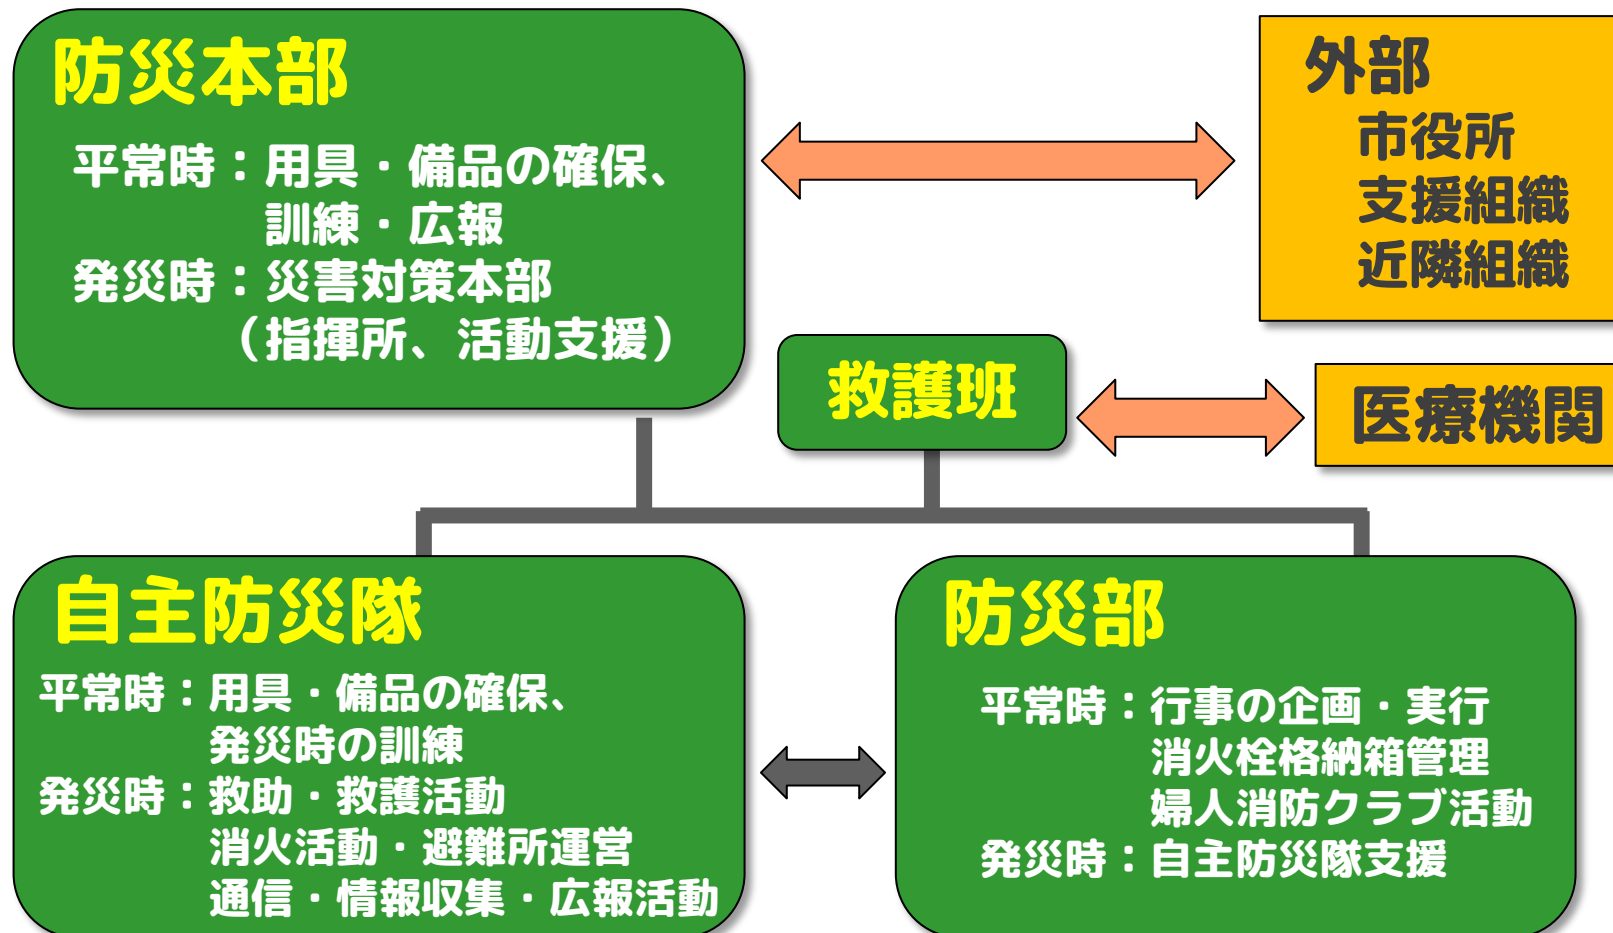 防災本部
平常時：用具・備品の確保、
訓練・広報
発災時：災害対策本部
（指揮所、活動支援）
外部
市役所
支援組織
近隣組織
救護班
医療機関
自主防災隊
平常時：用具・備品の確保、
発災時の訓練
発災時：救助・救護活動
消火活動・避難所運営
通信・情報収集・広報活動
防災部
平常時：行事の企画・実行
消火栓格納箱管理
婦人消防クラブ活動
発災時：自主防災隊支援